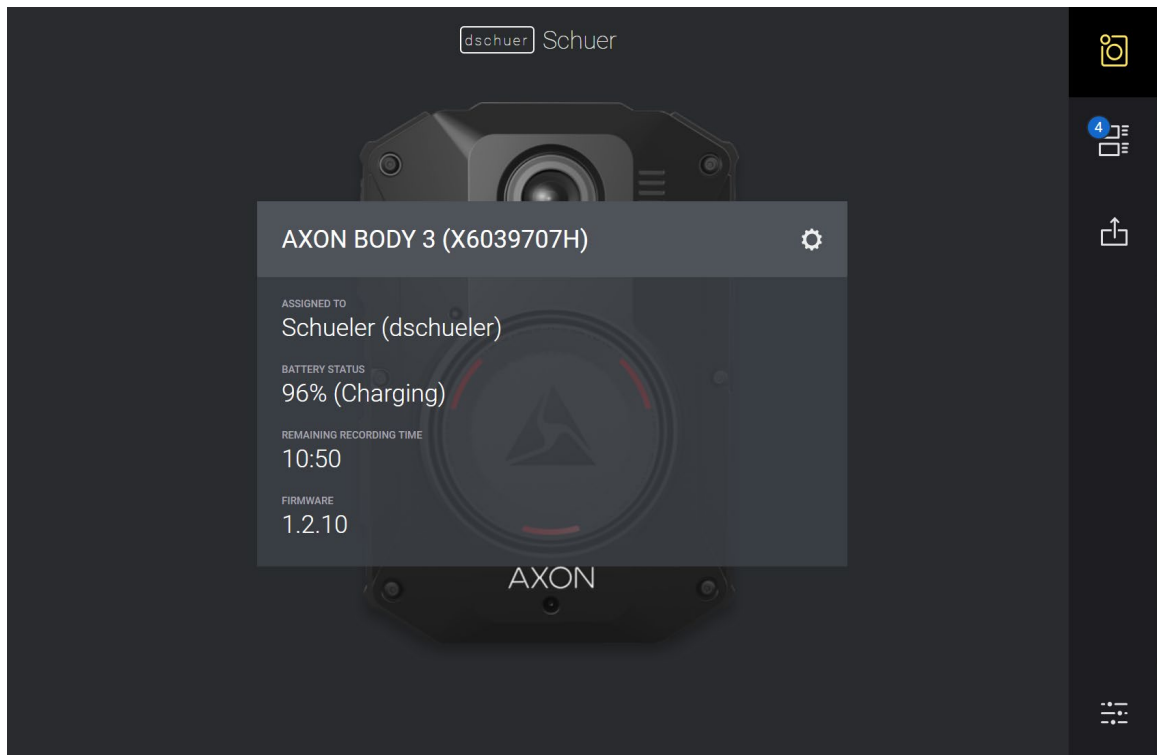 dschuer Schuer
4
AXON BODY 3 (X6039707H)
ASSIGNED TO
Schueler (dschueler)
BATTERY STATUS
96% (Charging)
REMAINING RECORDING TIME
10:50
FIRMWARE
1.2.10
AXON